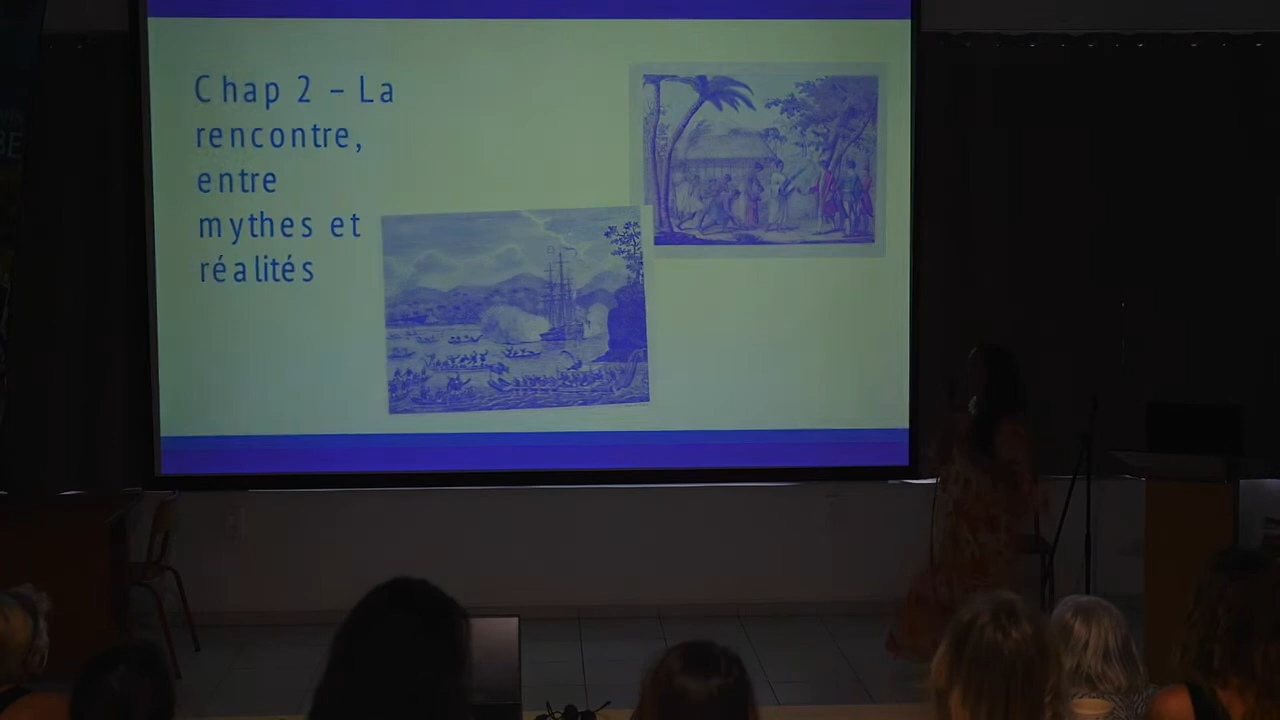 Chap 2 – La
rencontre,
entre
mythes et
réalités